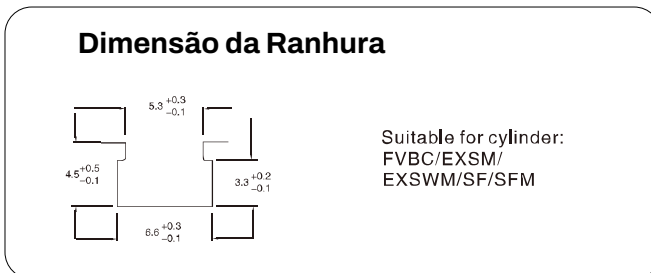 Dimensão da Ranhura
5.3 +0.3 -0.1
4.5 +0.5 -0.1
3.3 +0.2 -0.1
6.6 +0.3 -0.1
Suitable for cylinder:
FVBC/EXSM/
EXSWM/SF/SFM